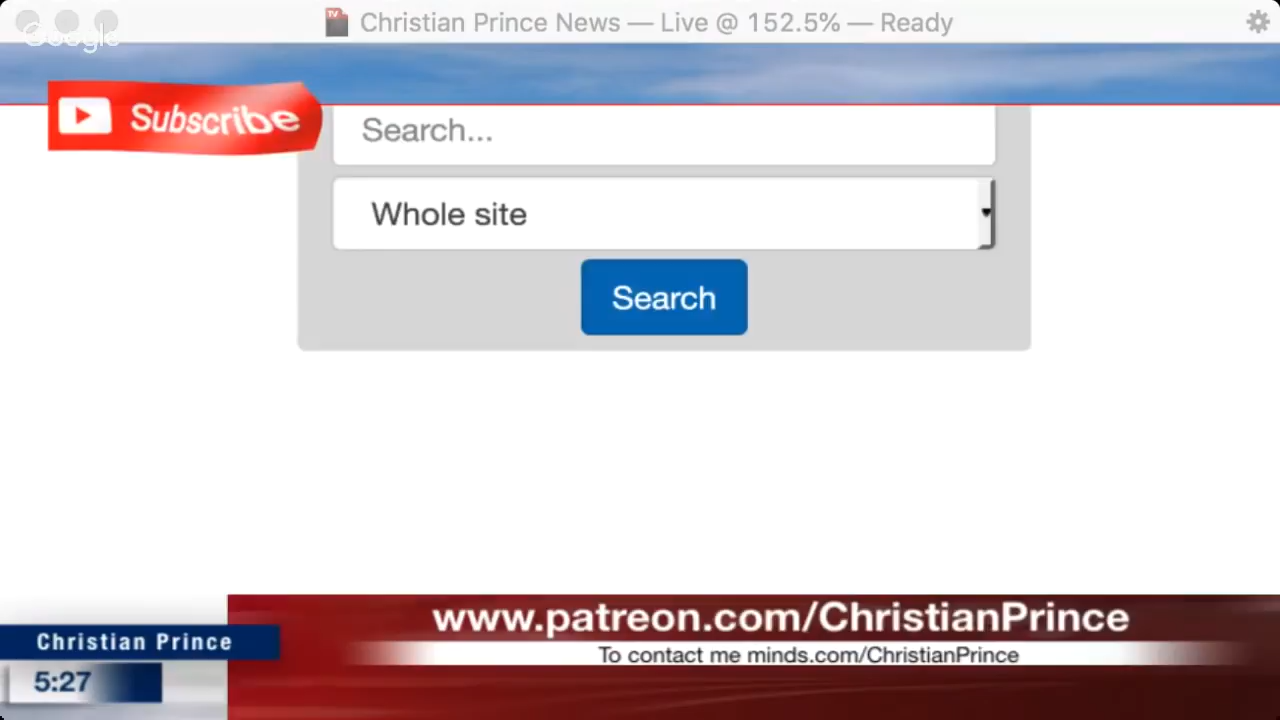 Christian Prince News — Live @ 152.5% — Ready
Google
Subscribe
Search...
Whole site
Search
www.patreon.com/ChristianPrince
To contact me minds.com/ChristianPrince
Christian Prince
5:27